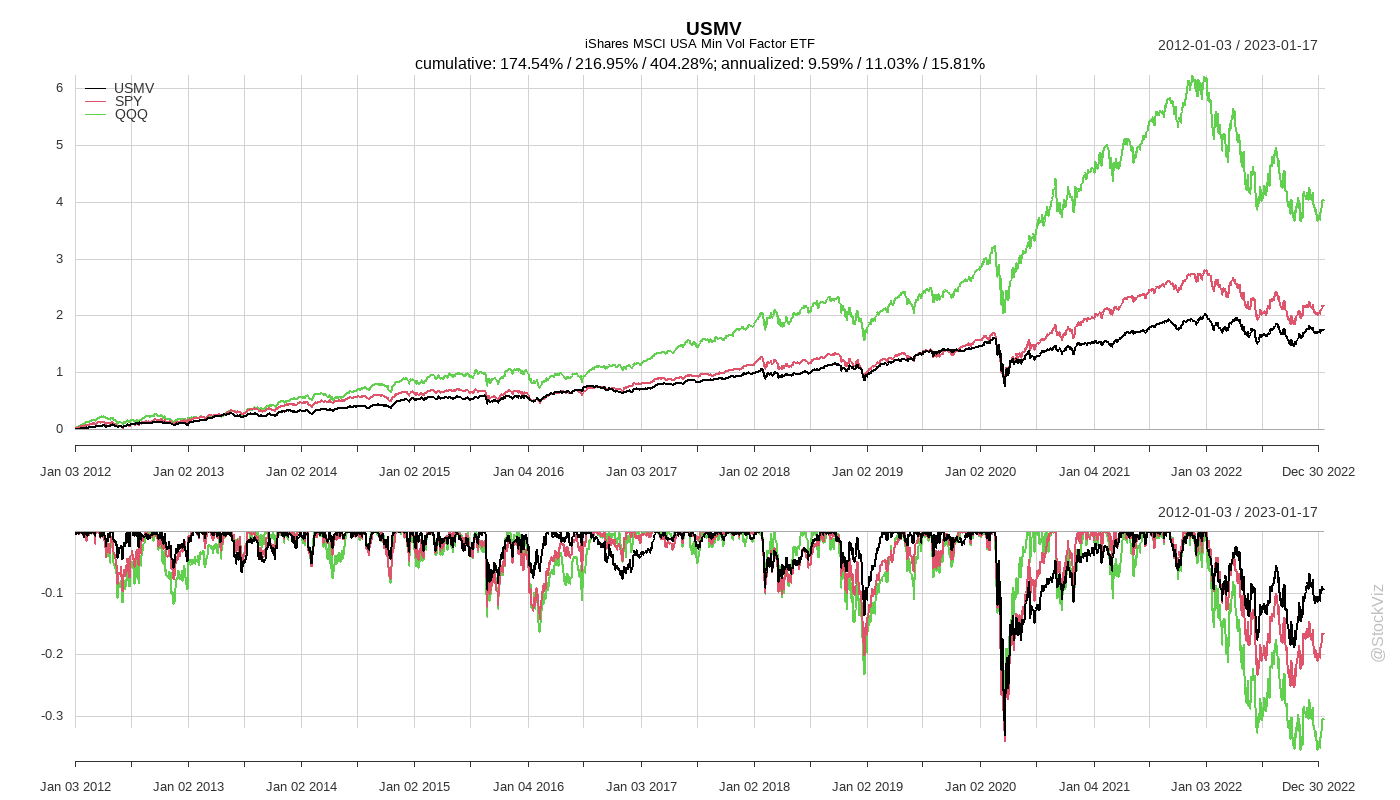 USMV
iShares MSCI USA Min Vol Factor ETF
2012-01-03 / 2023-01-17
cumulative: 174.54% / 216.95% / 404.28%; annualized: 9.59% / 11.03% / 15.81%
USMV
SPY
QQQ
6
5
4
3
2
1
0
Jan 03 2012 Jan 02 2013 Jan 02 2014 Jan 02 2015 Jan 04 2016 Jan 03 2017 Jan 02 2018 Jan 02 2019 Jan 02 2020 Jan 04 2021 Jan 03 2022 Dec 30 2022
2012-01-03 / 2023-01-17
-0.1
-0.2
-0.3
Jan 03 2012 Jan 02 2013 Jan 02 2014 Jan 02 2015 Jan 04 2016 Jan 03 2017 Jan 02 2018 Jan 02 2019 Jan 02 2020 Jan 04 2021 Jan 03 2022 Dec 30 2022
@StockViz